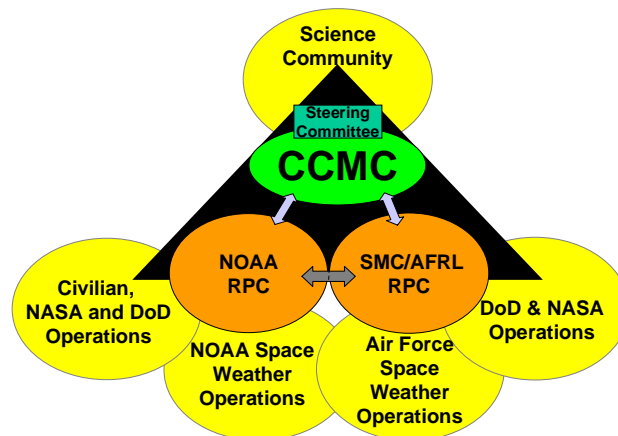 Science
Community
Steering
Committee
CCMC
NOAA
RPC
SMC/AFRL
RPC
Civilian,
NASA and DoD
Operations
DoD & NASA
Operations
NOAA Space
Weather
Operations
Air Force
Space
Weather
Operations